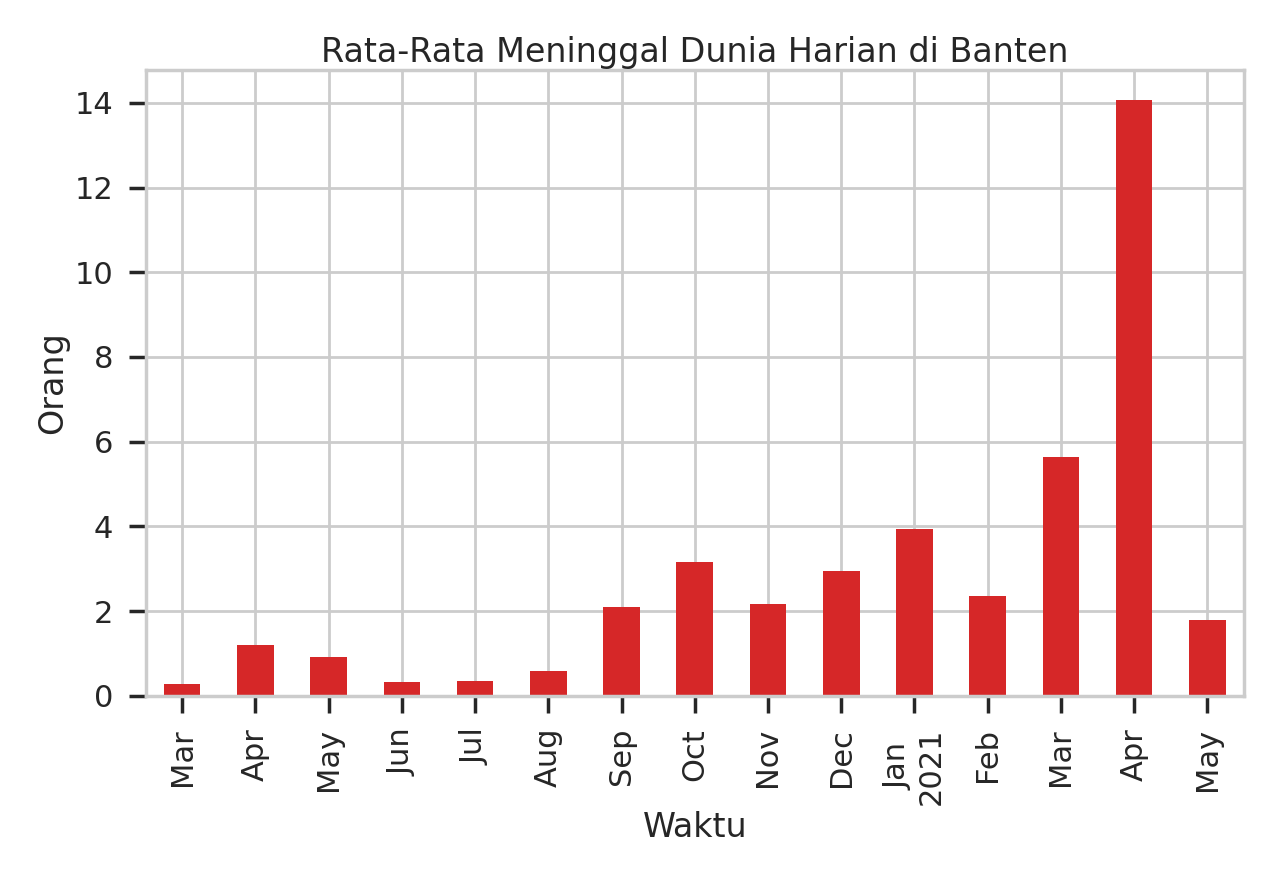 Rata-Rata Meninggal Dunia Harian di Banten
14
12
10
8
6
4
2
0
Orang
Mar
Apr
May
Jun
Jul
Aug
Sep
Oct
Nov
Dec
Jan
2021
Feb
Mar
Apr
May
Waktu